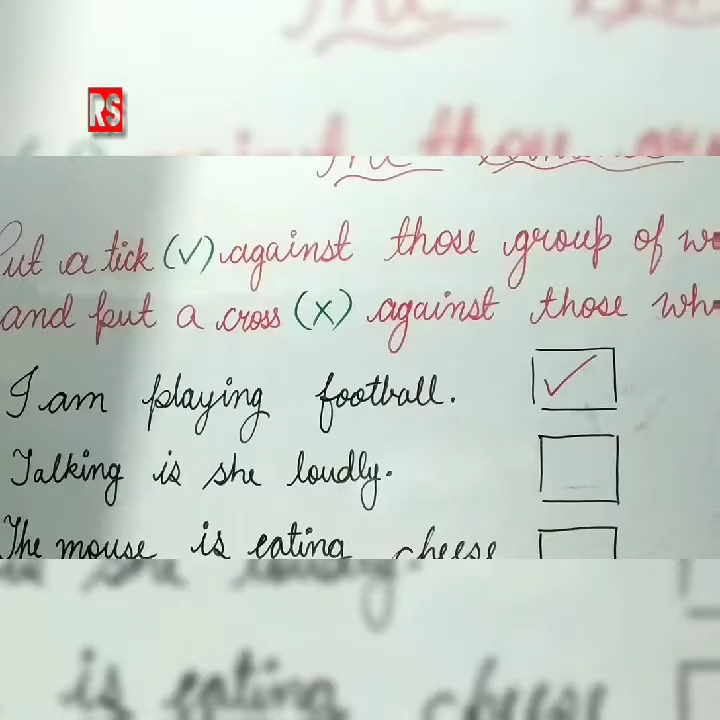 RS
Put a tick (✓) against those group of
and put a cross (X) against those
I am playing football. ✓
Talking is she loudly.
The mouse is eating cheese